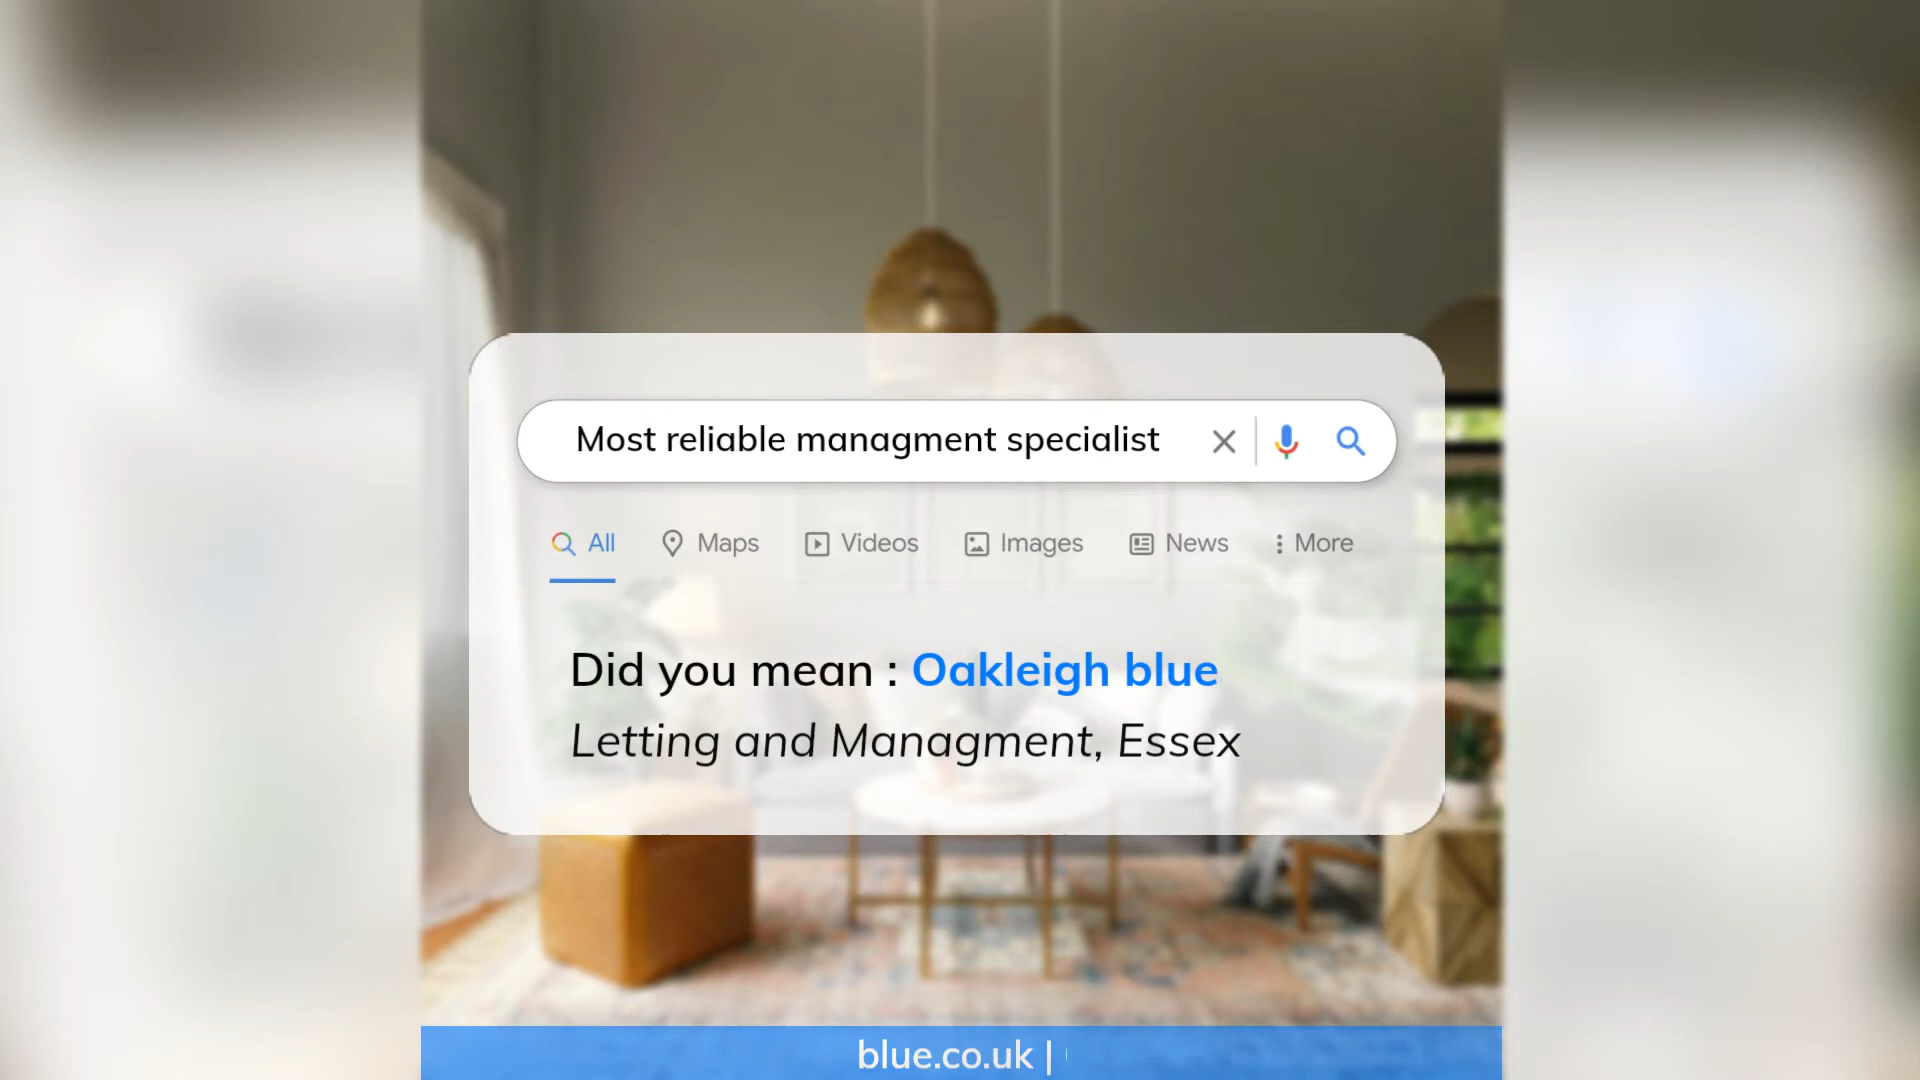 Most reliable managment specialist
All Maps Videos Images News More
Did you mean : Oakleigh blue
Letting and Managment, Essex
blue.co.uk |